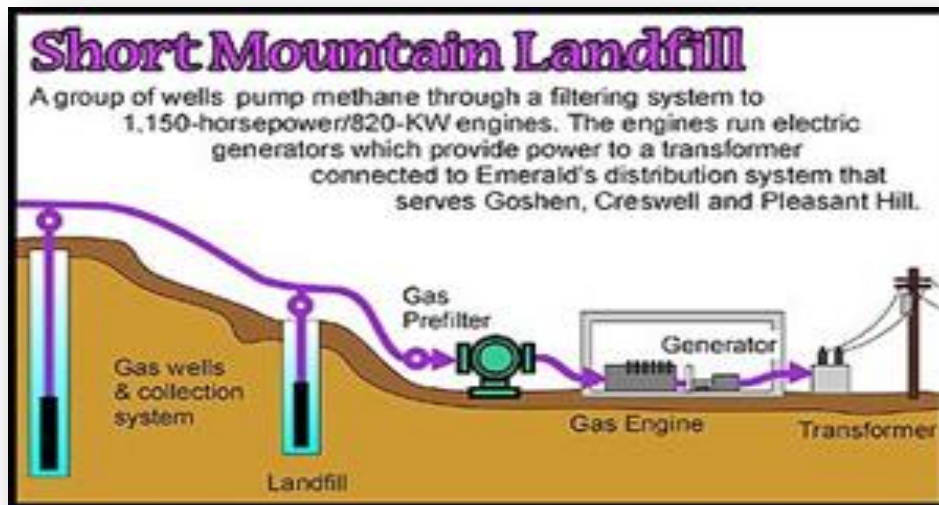 Short Mountain Landfill
A group of wells pump methane through a filtering system to
1,150-horsepower/820-KW engines. The engines run electric
generators which provide power to a transformer
connected to Emerald's distribution system that
serves Goshen, Creswell and Pleasant Hill.
Gas
Prefilter
Generator
Gas wells
& collection
system
Gas Engine
Transformer
Landfill